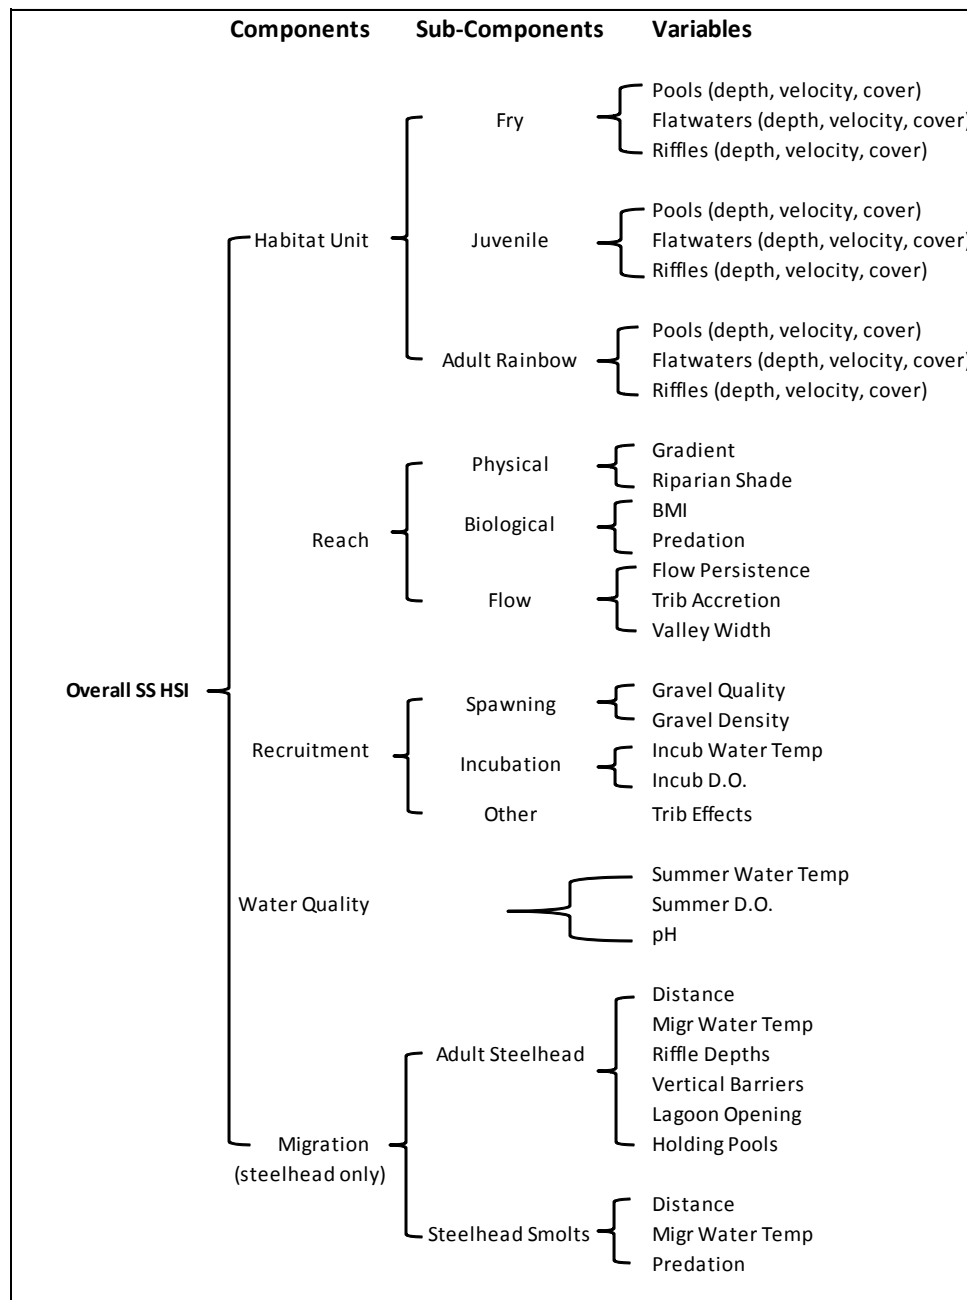 Components Sub-Components Variables
Pools (depth, velocity, cover)
Fry Flatwaters (depth, velocity, cover)
Riffles (depth, velocity, cover)
Pools (depth, velocity, cover)
Habitat Unit Juvenile Flatwaters (depth, velocity, cover)
Riffles (depth, velocity, cover)
Pools (depth, velocity, cover)
Adult Rainbow Flatwaters (depth, velocity, cover)
Riffles (depth, velocity, cover)
Gradient
Physical
Riparian Shade
BMI
Biological
Reach Predation
Flow Persistence
Flow Trib Accretion
Valley Width
Overall SS HSI
Gravel Quality
Spawning
Gravel Density
Recruitment Incub Water Temp
Incubation
Incub D.O.
Other Trib Effects
Summer Water Temp
Water Quality Summer D.O.
pH
Distance
Migr Water Temp
Adult Steelhead Riffle Depths
Vertical Barriers
Lagoon Opening
Migration Holding Pools
(steelhead only)
Distance
Steelhead Smolts Migr Water Temp
Predation